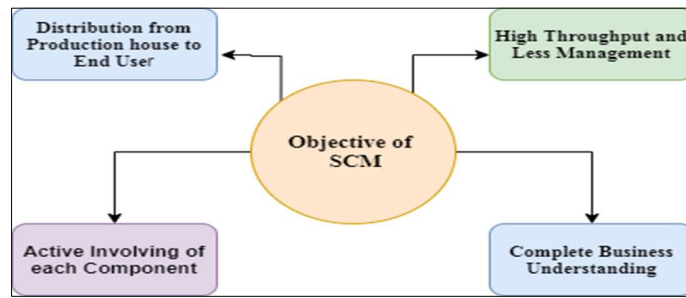 Distribution from
Production house to
End User
High Throughput and
Less Management
Objective of
SCM
Active Involving of
each Component
Complete Business
Understanding